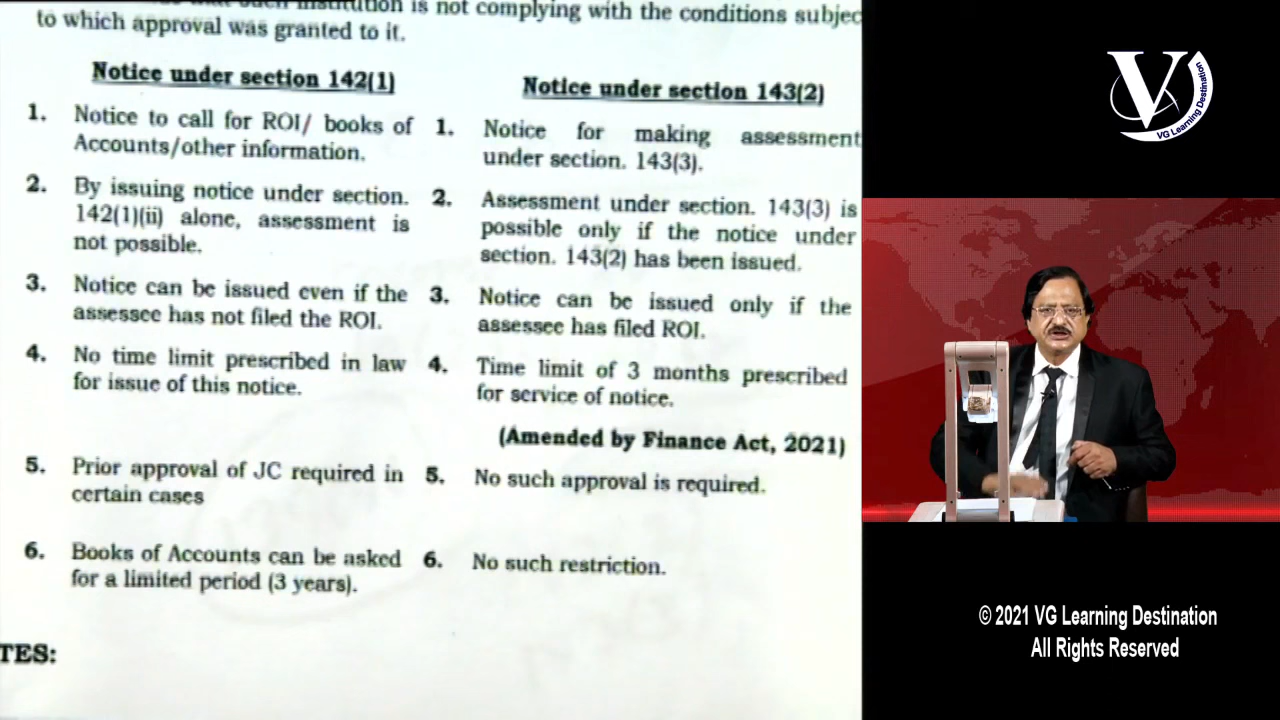 institution is not complying with the conditions subjec
to which approval was granted to it.
Notice under section 142(1)
1. Notice to call for ROI/ books of
Accounts/other information.
2. By issuing notice under section.
142(1)(ii) alone, assessment is
not possible.
3. Notice can be issued even if the
assessee has not filed the ROI.
4. No time limit prescribed in law
for issue of this notice.
5. Prior approval of JC required in
certain cases
6. Books of Accounts can be asked
for a limited period (3 years).
Notice under section 143(2)
1. Notice for making assessment
under section. 143(3).
2. Assessment under section. 143(3) is
possible only if the notice under
section. 143(2) has been issued.
3. Notice can be issued only if the
assessee has filed ROI.
4. Time limit of 3 months prescribed
for service of notice.
(Amended by Finance Act, 2021)
5. No such approval is required.
6. No such restriction.
TES:
V
VG Learning Destination
© 2021 VG Learning Destination
All Rights Reserved